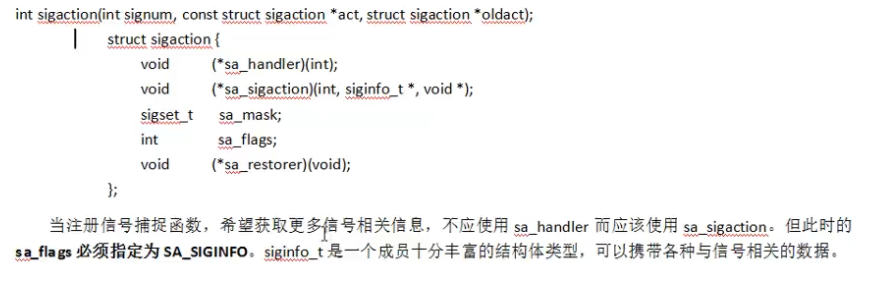 int sigaction(int signum, const struct sigaction *act, struct sigaction *oldact);
struct sigaction {
void (*sa_handler)(int);
void (*sa_sigaction)(int, siginfo_t *, void *);
sigset_t sa_mask;
int sa_flags;
void (*sa_restorer)(void);
};
当注册信号捕捉函数，希望获取更多信号相关信息，不应使用 sa_handler 而应该使用 sa_sigaction。但此时的
sa_flags 必须指定为 SA_SIGINFO。siginfo_t 是一个成员十分丰富的结构体类型，可以携带各种与信号相关的数据。